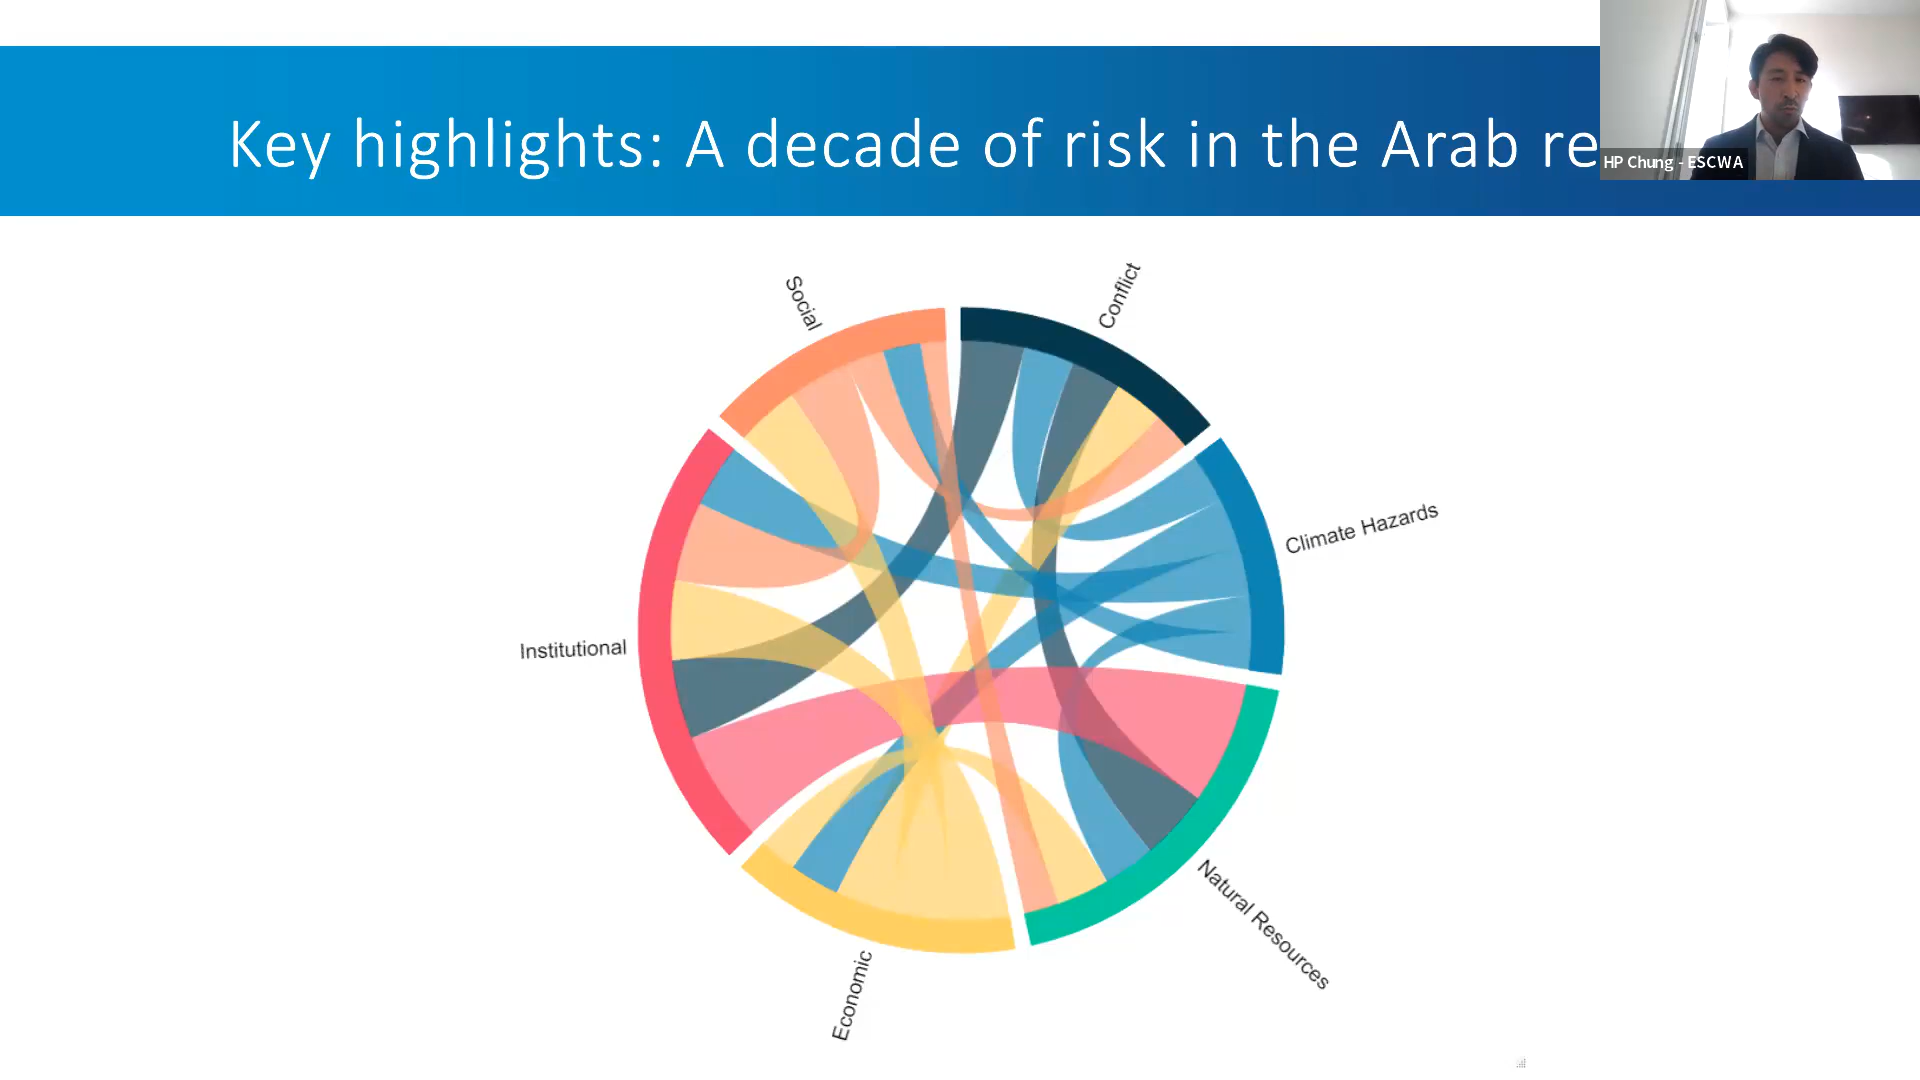 Key highlights: A decade of risk in the Arab re
HP Chung - ESCWA
Social
Conflict
Climate Hazards
Institutional
Natural Resources
Economic